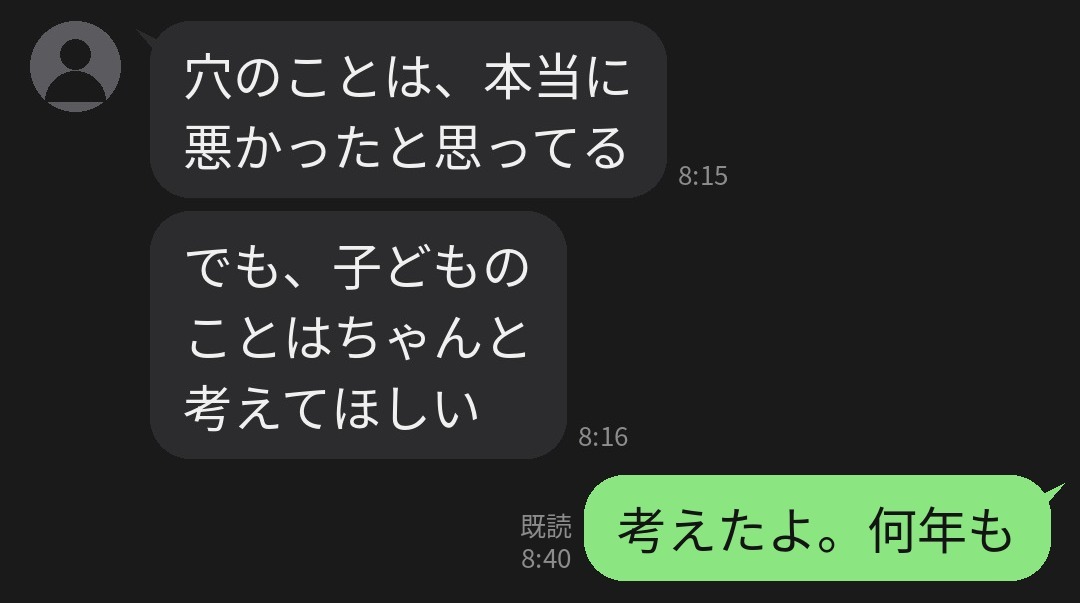 穴のことは、本当に
悪かったと思ってる
8:15
でも、子どもの
ことはちゃんと
考えてほしい
8:16
考えたよ。何年も
既読
8:40